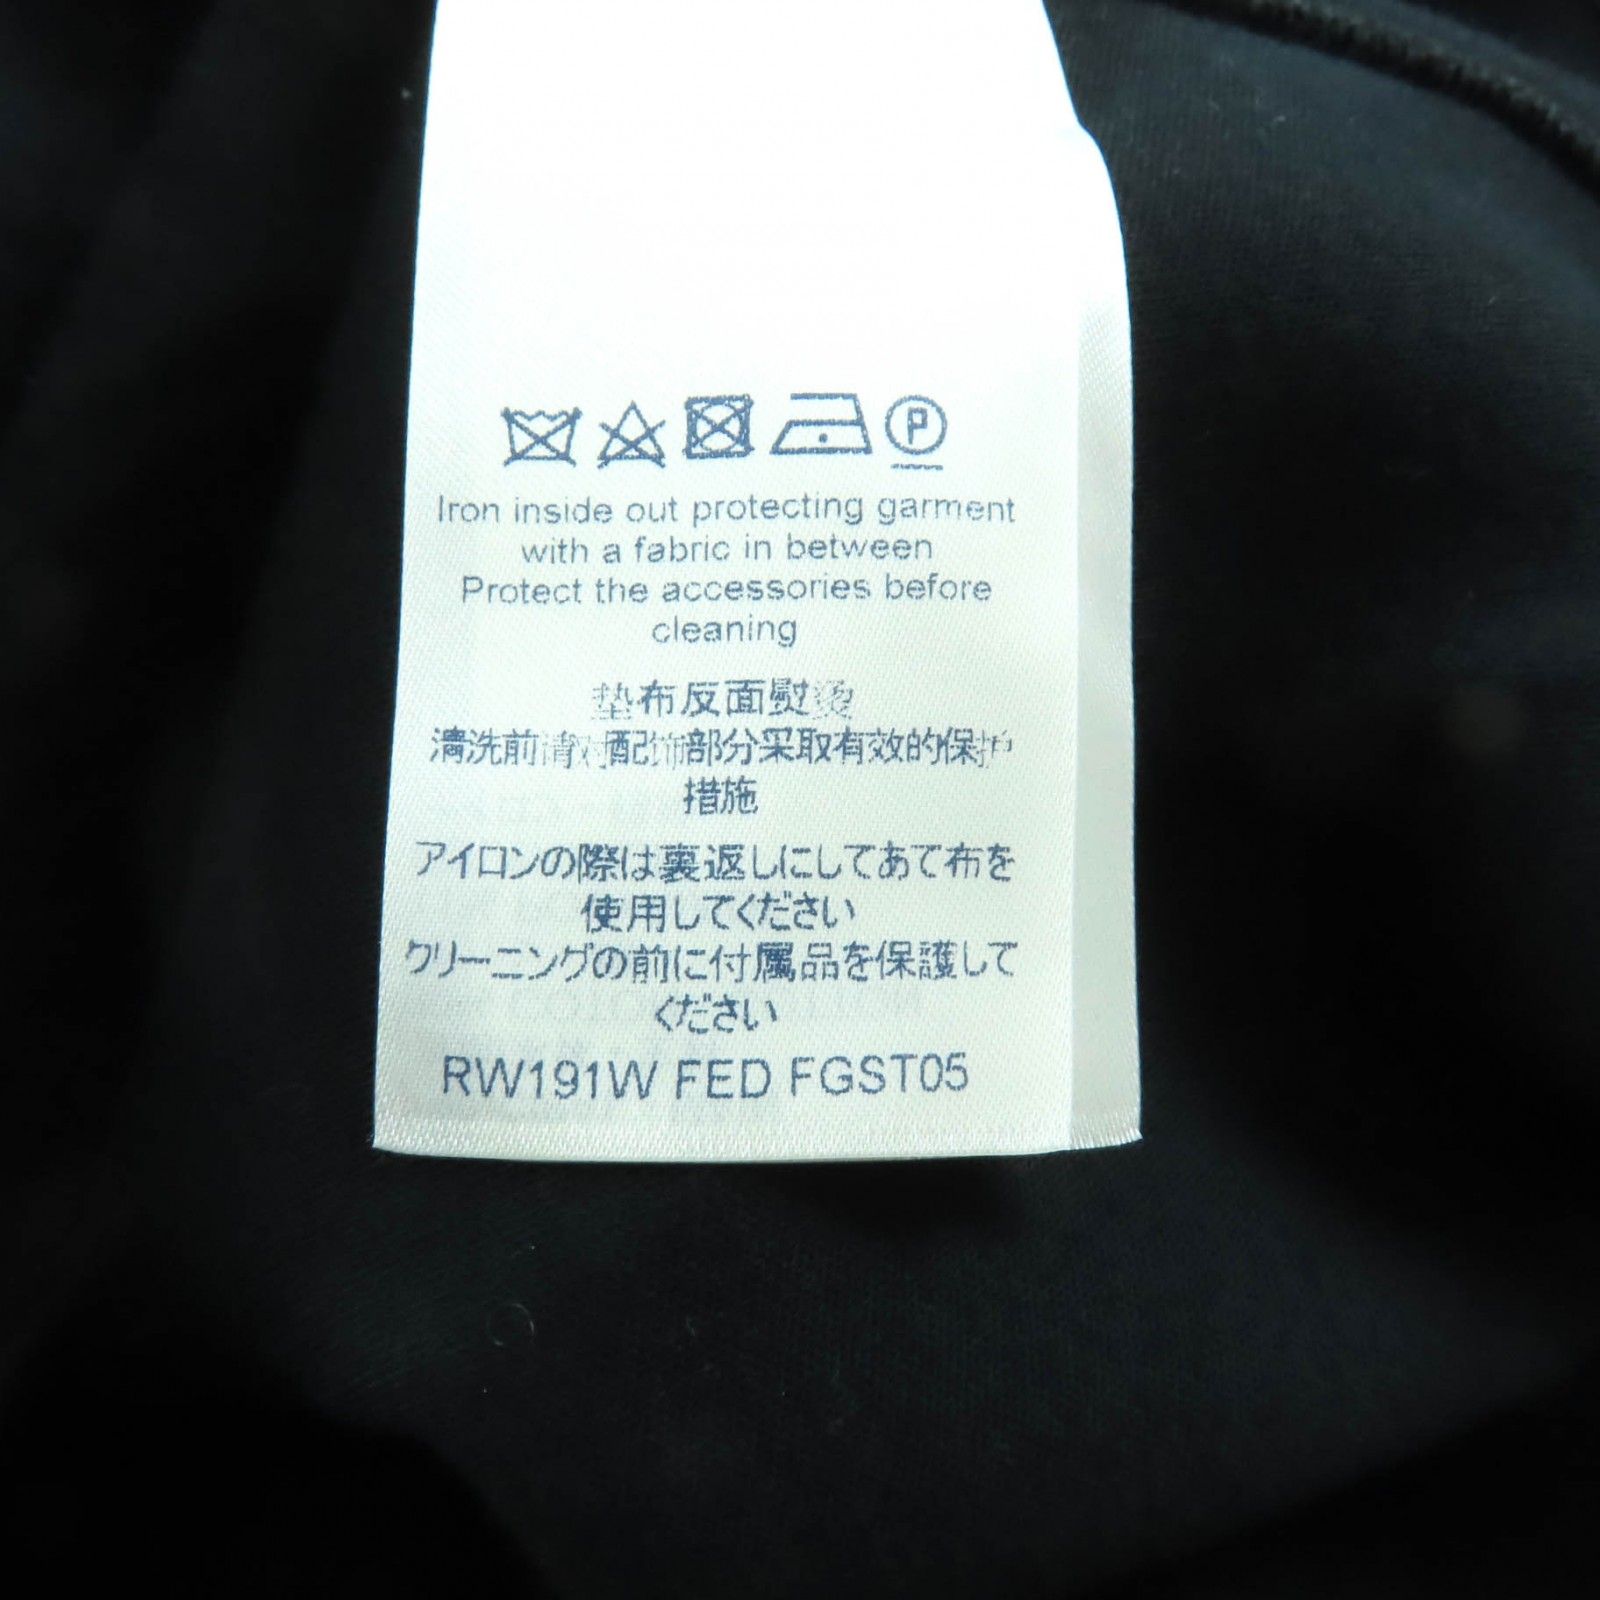 P
Iron inside out protecting garment
with a fabric in between
Protect the accessories before
cleaning
垫布反面熨烫
清洗前请对配饰部分采取有效的保护
措施
アイロンの際は裏返しにしてあて布を
使用してください
クリーニングの前に付属品を保護して
ください
RW191W FED FGST05